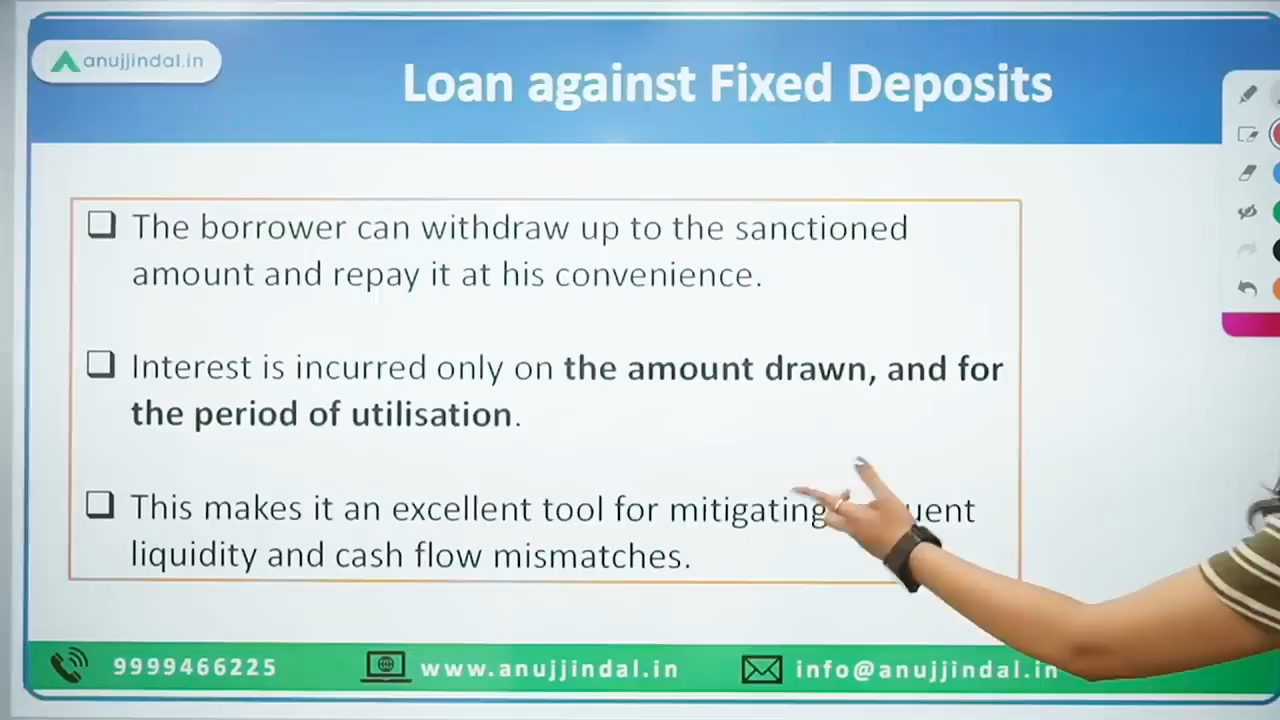 anujjindal.in
Loan against Fixed Deposits
The borrower can withdraw up to the sanctioned
amount and repay it at his convenience.
Interest is incurred only on the amount drawn, and for
the period of utilisation.
This makes it an excellent tool for mitigating
liquidity and cash flow mismatches.
9999466225
www.anujjindal.in
info@anujjindal.in